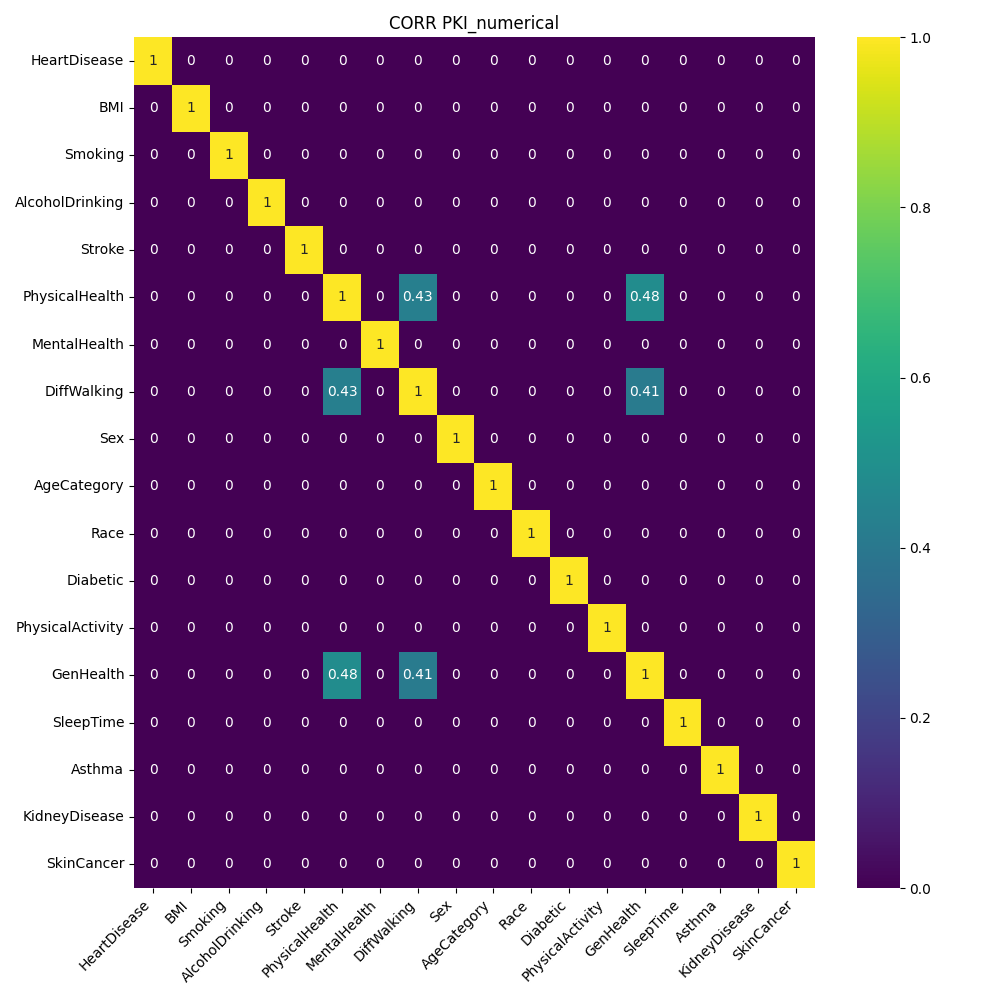 CORR PKI_numerical
HeartDisease 1 0 0 0 0 0 0 0 0 0 0 0 0 0 0 0 0 0
BMI 0 1 0 0 0 0 0 0 0 0 0 0 0 0 0 0 0 0
Smoking 0 0 1 0 0 0 0 0 0 0 0 0 0 0 0 0 0 0
AlcoholDrinking 0 0 0 1 0 0 0 0 0 0 0 0 0 0 0 0 0 0
Stroke 0 0 0 0 1 0 0 0 0 0 0 0 0 0 0 0 0 0
PhysicalHealth 0 0 0 0 0 1 0 0.43 0 0 0 0 0 0.48 0 0 0 0
MentalHealth 0 0 0 0 0 0 1 0 0 0 0 0 0 0 0 0 0 0
DiffWalking 0 0 0 0 0 0.43 0 1 0 0 0 0 0 0.41 0 0 0 0
Sex 0 0 0 0 0 0 0 0 1 0 0 0 0 0 0 0 0 0
AgeCategory 0 0 0 0 0 0 0 0 0 1 0 0 0 0 0 0 0 0
Race 0 0 0 0 0 0 0 0 0 0 1 0 0 0 0 0 0 0
Diabetic 0 0 0 0 0 0 0 0 0 0 0 1 0 0 0 0 0 0
PhysicalActivity 0 0 0 0 0 0 0 0 0 0 0 0 1 0 0 0 0 0
GenHealth 0 0 0 0 0 0.48 0 0.41 0 0 0 0 0 1 0 0 0 0
SleepTime 0 0 0 0 0 0 0 0 0 0 0 0 0 0 1 0 0 0
Asthma 0 0 0 0 0 0 0 0 0 0 0 0 0 0 0 1 0 0
KidneyDisease 0 0 0 0 0 0 0 0 0 0 0 0 0 0 0 0 1 0
SkinCancer 0 0 0 0 0 0 0 0 0 0 0 0 0 0 0 0 0 1
HeartDisease BMI Smoking AlcoholDrinking Stroke PhysicalHealth MentalHealth DiffWalking Sex AgeCategory Race Diabetic PhysicalActivity GenHealth SleepTime Asthma KidneyDisease SkinCancer
1.0
0.8
0.6
0.4
0.2
0.0